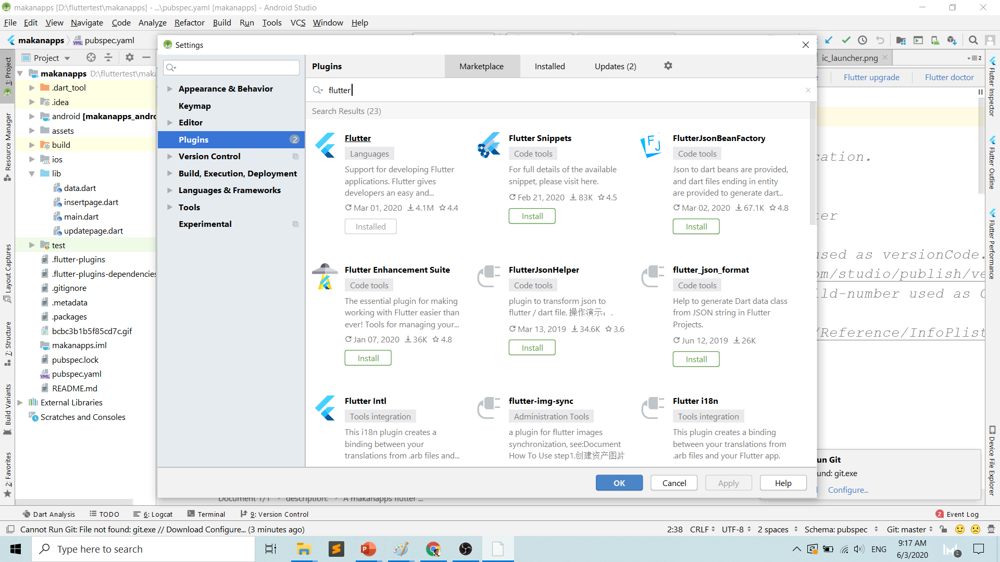 makanapps [D:\fluttertest\makanapps] - ...\pubspec.yaml [makanapps] - Android Studio
File Edit View Navigate Code Analyze Refactor Build Run Tools VCS Window Help
makanapps pubspec.yaml
Settings
Project
ic_launcher.png
2
Plugins
Marketplace
Installed
Updates (2)
Flutter upgrade
Flutter doctor
flutter
Search Results (23)
Appearance & Behavior
Keymap
Editor
Plugins 2
Version Control
Build, Execution, Deployment
Languages & Frameworks
Tools
Experimental
makanapps D:\fluttertest\maka
.dart_tool
.idea
android [makanapps_andro
assets
build
ios
lib
data.dart
insertpage.dart
main.dart
updatepage.dart
test
.flutter-plugins
.flutter-plugins-dependencies
.gitignore
.metadata
.packages
bcbc3b1b5f85cd7c.gif
makanapps.iml
pubspec.lock
pubspec.yaml
README.md
External Libraries
Scratches and Consoles
1: Project
Resource Manager
Layout Captures
7: Structure
Build Variants
2: Favorites
Flutter
Languages
Support for developing Flutter
applications. Flutter gives
developers an easy and...
Mar 01, 2020 4.1M 4.4
Installed
Flutter Snippets
Code tools
For full details of the available
snippet, please visit here.
Feb 21, 2020 83K 4.5
Install
FlutterJsonBeanFactory
Code tools
Json to dart beans are provided,
and dart files ending in entity
are provided to generate dart...
Mar 02, 2020 67.1K 4.8
Install
Flutter Enhancement Suite
Code tools
The essential plugin for making
working with Flutter easier than
ever! Tools for managing your...
Jan 07, 2020 36K 4.8
Install
FlutterJsonHelper
Code tools
plugin to transform json to
flutter / dart file. 操作演示：.
Mar 13, 2019 34.6K 3.6
Install
flutter_json_format
Code tools
Help to generate Dart data class
from JSON string in Flutter
Projects.
Jun 12, 2019 26K
Install
Flutter Intl
Tools integration
This i18n plugin creates a
binding between your
translations from .arb files and...
flutter-img-sync
Administration Tools
a plugin for flutter images
synchronization, see:Document
How To Use step1.创建资产图片
Flutter i18n
Tools integration
This plugin creates a binding
between your translations from
.arb files and your Flutter app.
OK
Cancel
Apply
Help
cation.
ter
used as versionCode.
om/studio/publish/ve
ild-number used as C
/Reference/InfoPlist
un Git
und: git.exe
Configure...
Flutter Inspector
Flutter Outline
Flutter Performance
Device File Explorer
Document 1/1 description: A makanapps flutter ...
Dart Analysis TODO 6: Logcat Terminal 9: Version Control
2 Event Log
Cannot Run Git: File not found: git.exe // Download Configure... (3 minutes ago)
2:38 CRLF UTF-8 2 spaces Schema: pubspec Git: master
Type here to search
ENG
9:17 AM
6/3/2020
2